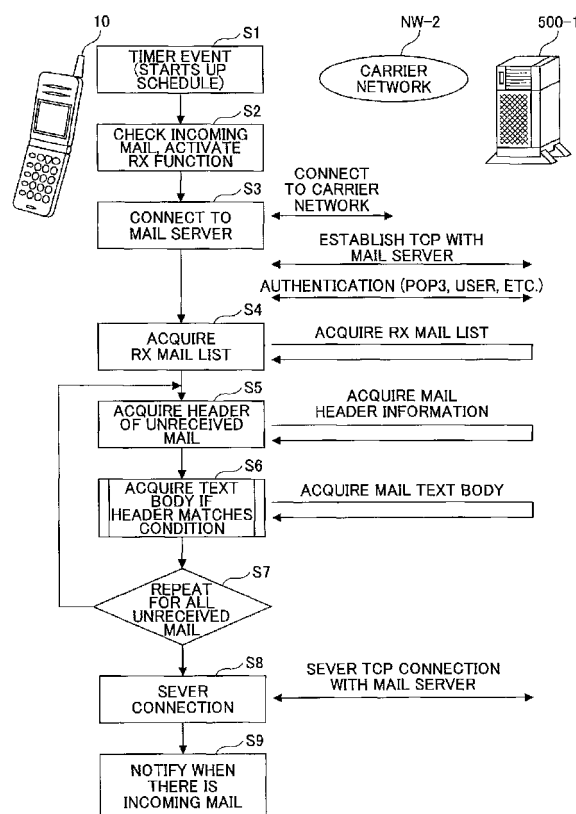 10
S1
TIMER EVENT
(STARTS UP
SCHEDULE)
NW-2
CARRIER
NETWORK
500-1
S2
CHECK INCOMING
MAIL, ACTIVATE
RX FUNCTION
S3
CONNECT TO
MAIL SERVER
CONNECT
TO CARRIER
NETWORK
ESTABLISH TCP WITH
MAIL SERVER
AUTHENTICATION (POP3, USER, ETC.)
S4
ACQUIRE
RX MAIL LIST
ACQUIRE RX MAIL LIST
S5
ACQUIRE HEADER
OF UNRECEIVED
MAIL
ACQUIRE MAIL
HEADER INFORMATION
S6
ACQUIRE TEXT
BODY IF
HEADER MATCHES
CONDITION
ACQUIRE MAIL TEXT BODY
S7
REPEAT
FOR ALL
UNRECEIVED
MAIL
S8
SEVER
CONNECTION
SEVER TCP CONNECTION
WITH MAIL SERVER
S9
NOTIFY WHEN
THERE IS
INCOMING MAIL